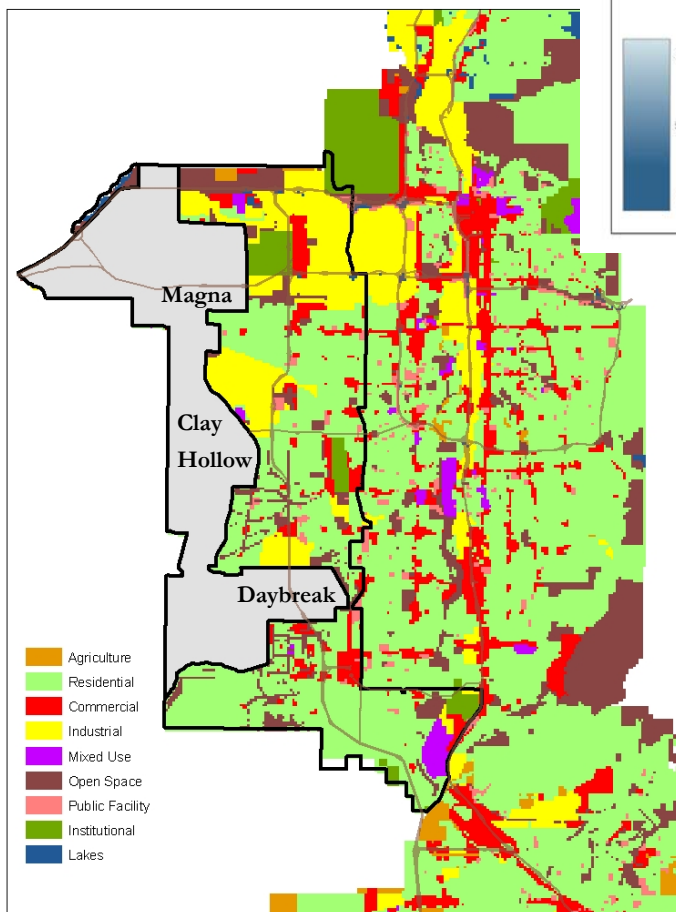 Magna
Clay
Hollow
Daybreak
Agriculture
Residential
Commercial
Industrial
Mixed Use
Open Space
Public Facility
Institutional
Lakes